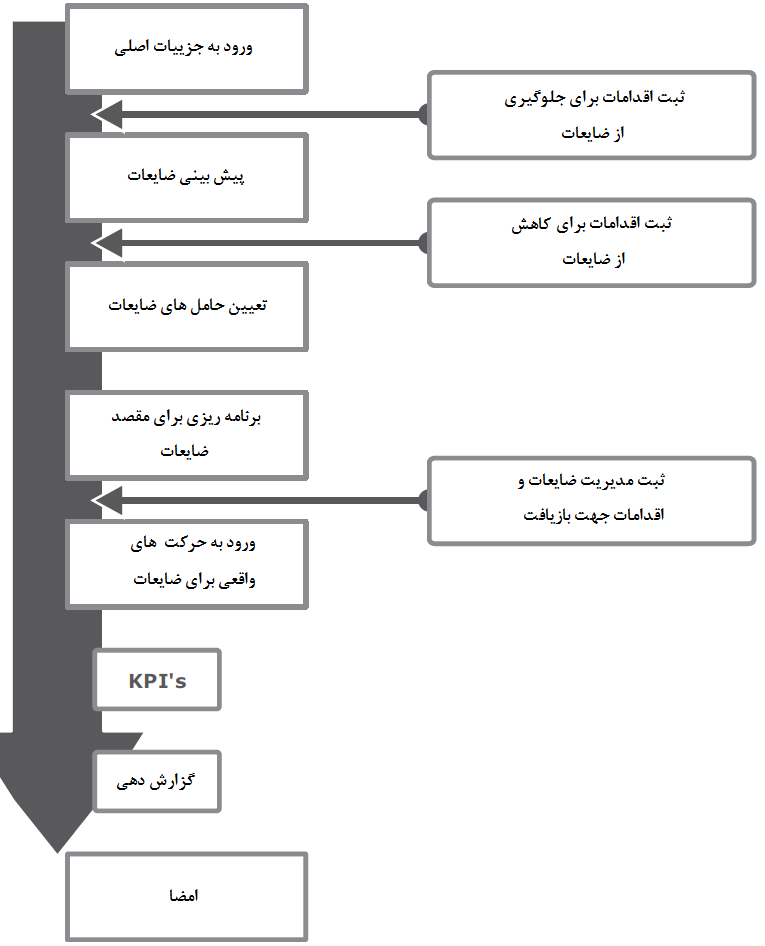 ورود به جزییات اصلی
ثبت اقدامات برای جلوگیری
از ضایعات
پیش بینی ضایعات
ثبت اقدامات برای کاهش
از ضایعات
تعیین حامل های ضایعات
برنامه ریزی برای مقصد
ضایعات
ثبت مدیریت ضایعات و
اقدامات جهت بازیافت
ورود به حرکت های
واقعی برای ضایعات
KPI's
گزارش دهی
امضا